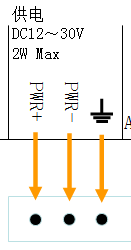 供电
DC12～30V
2W Max
PWR+
PWR-
A